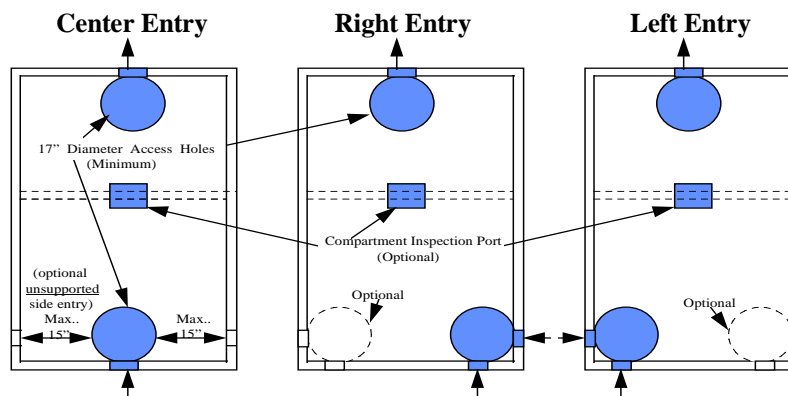 Center Entry
Right Entry
Left Entry
17” Diameter Access Holes
(Minimum)
Compartment Inspection Port
(Optional)
(optional
unsupported
side entry)
Max..
15”
Max..
15”
Optional
Optional